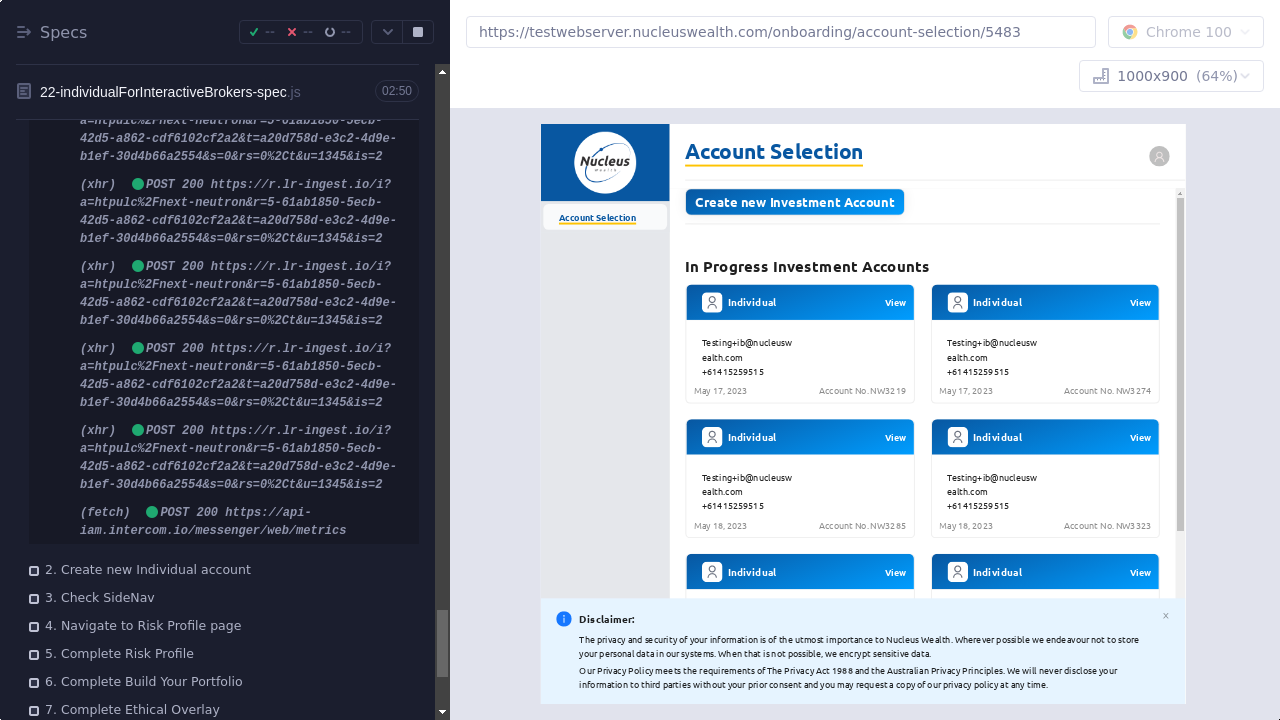 Specs
--
--
--
22-individualForInteractiveBrokers-spec.js
02:50
a=htpulc%2Fnext-neutron&r=5-61ab1850-5ecb-
42d5-a862-cdf6102cf2a2&t=a20d758d-e3c2-4d9e-
b1ef-30d4b66a2554&s=0&rs=0%2Ct&u=1345&is=2
(xhr) POST 200 https://r.lr-ingest.io/i?
a=htpulc%2Fnext-neutron&r=5-61ab1850-5ecb-
42d5-a862-cdf6102cf2a2&t=a20d758d-e3c2-4d9e-
b1ef-30d4b66a2554&s=0&rs=0%2Ct&u=1345&is=2
(xhr) POST 200 https://r.lr-ingest.io/i?
a=htpulc%2Fnext-neutron&r=5-61ab1850-5ecb-
42d5-a862-cdf6102cf2a2&t=a20d758d-e3c2-4d9e-
b1ef-30d4b66a2554&s=0&rs=0%2Ct&u=1345&is=2
(xhr) POST 200 https://r.lr-ingest.io/i?
a=htpulc%2Fnext-neutron&r=5-61ab1850-5ecb-
42d5-a862-cdf6102cf2a2&t=a20d758d-e3c2-4d9e-
b1ef-30d4b66a2554&s=0&rs=0%2Ct&u=1345&is=2
(xhr) POST 200 https://r.lr-ingest.io/i?
a=htpulc%2Fnext-neutron&r=5-61ab1850-5ecb-
42d5-a862-cdf6102cf2a2&t=a20d758d-e3c2-4d9e-
b1ef-30d4b66a2554&s=0&rs=0%2Ct&u=1345&is=2
(fetch) POST 200 https://api-
iam.intercom.io/messenger/web/metrics
2. Create new Individual account
3. Check SideNav
4. Navigate to Risk Profile page
5. Complete Risk Profile
6. Complete Build Your Portfolio
7. Complete Ethical Overlay
https://testwebserver.nucleuswealth.com/onboarding/account-selection/5483
Chrome 100
1000x900 (64%)
Nucleus
Wealth
Account Selection
Account Selection
Create new Investment Account
In Progress Investment Accounts
Individual View
Testing+ib@nucleusw
ealth.com
+61415259515
May 17, 2023 Account No. NW3219
Individual View
Testing+ib@nucleusw
ealth.com
+61415259515
May 17, 2023 Account No. NW3274
Individual View
Testing+ib@nucleusw
ealth.com
+61415259515
May 18, 2023 Account No. NW3285
Individual View
Testing+ib@nucleusw
ealth.com
+61415259515
May 18, 2023 Account No. NW3323
Individual View
Individual View
Disclaimer:
The privacy and security of your information is of the utmost importance to Nucleus Wealth. Wherever possible we endeavour not to store
your personal data in our systems. When that is not possible, we encrypt sensitive data.
Our Privacy Policy meets the requirements of The Privacy Act 1988 and the Australian Privacy Principles. We will never disclose your
information to third parties without your prior consent and you may request a copy of our privacy policy at any time.